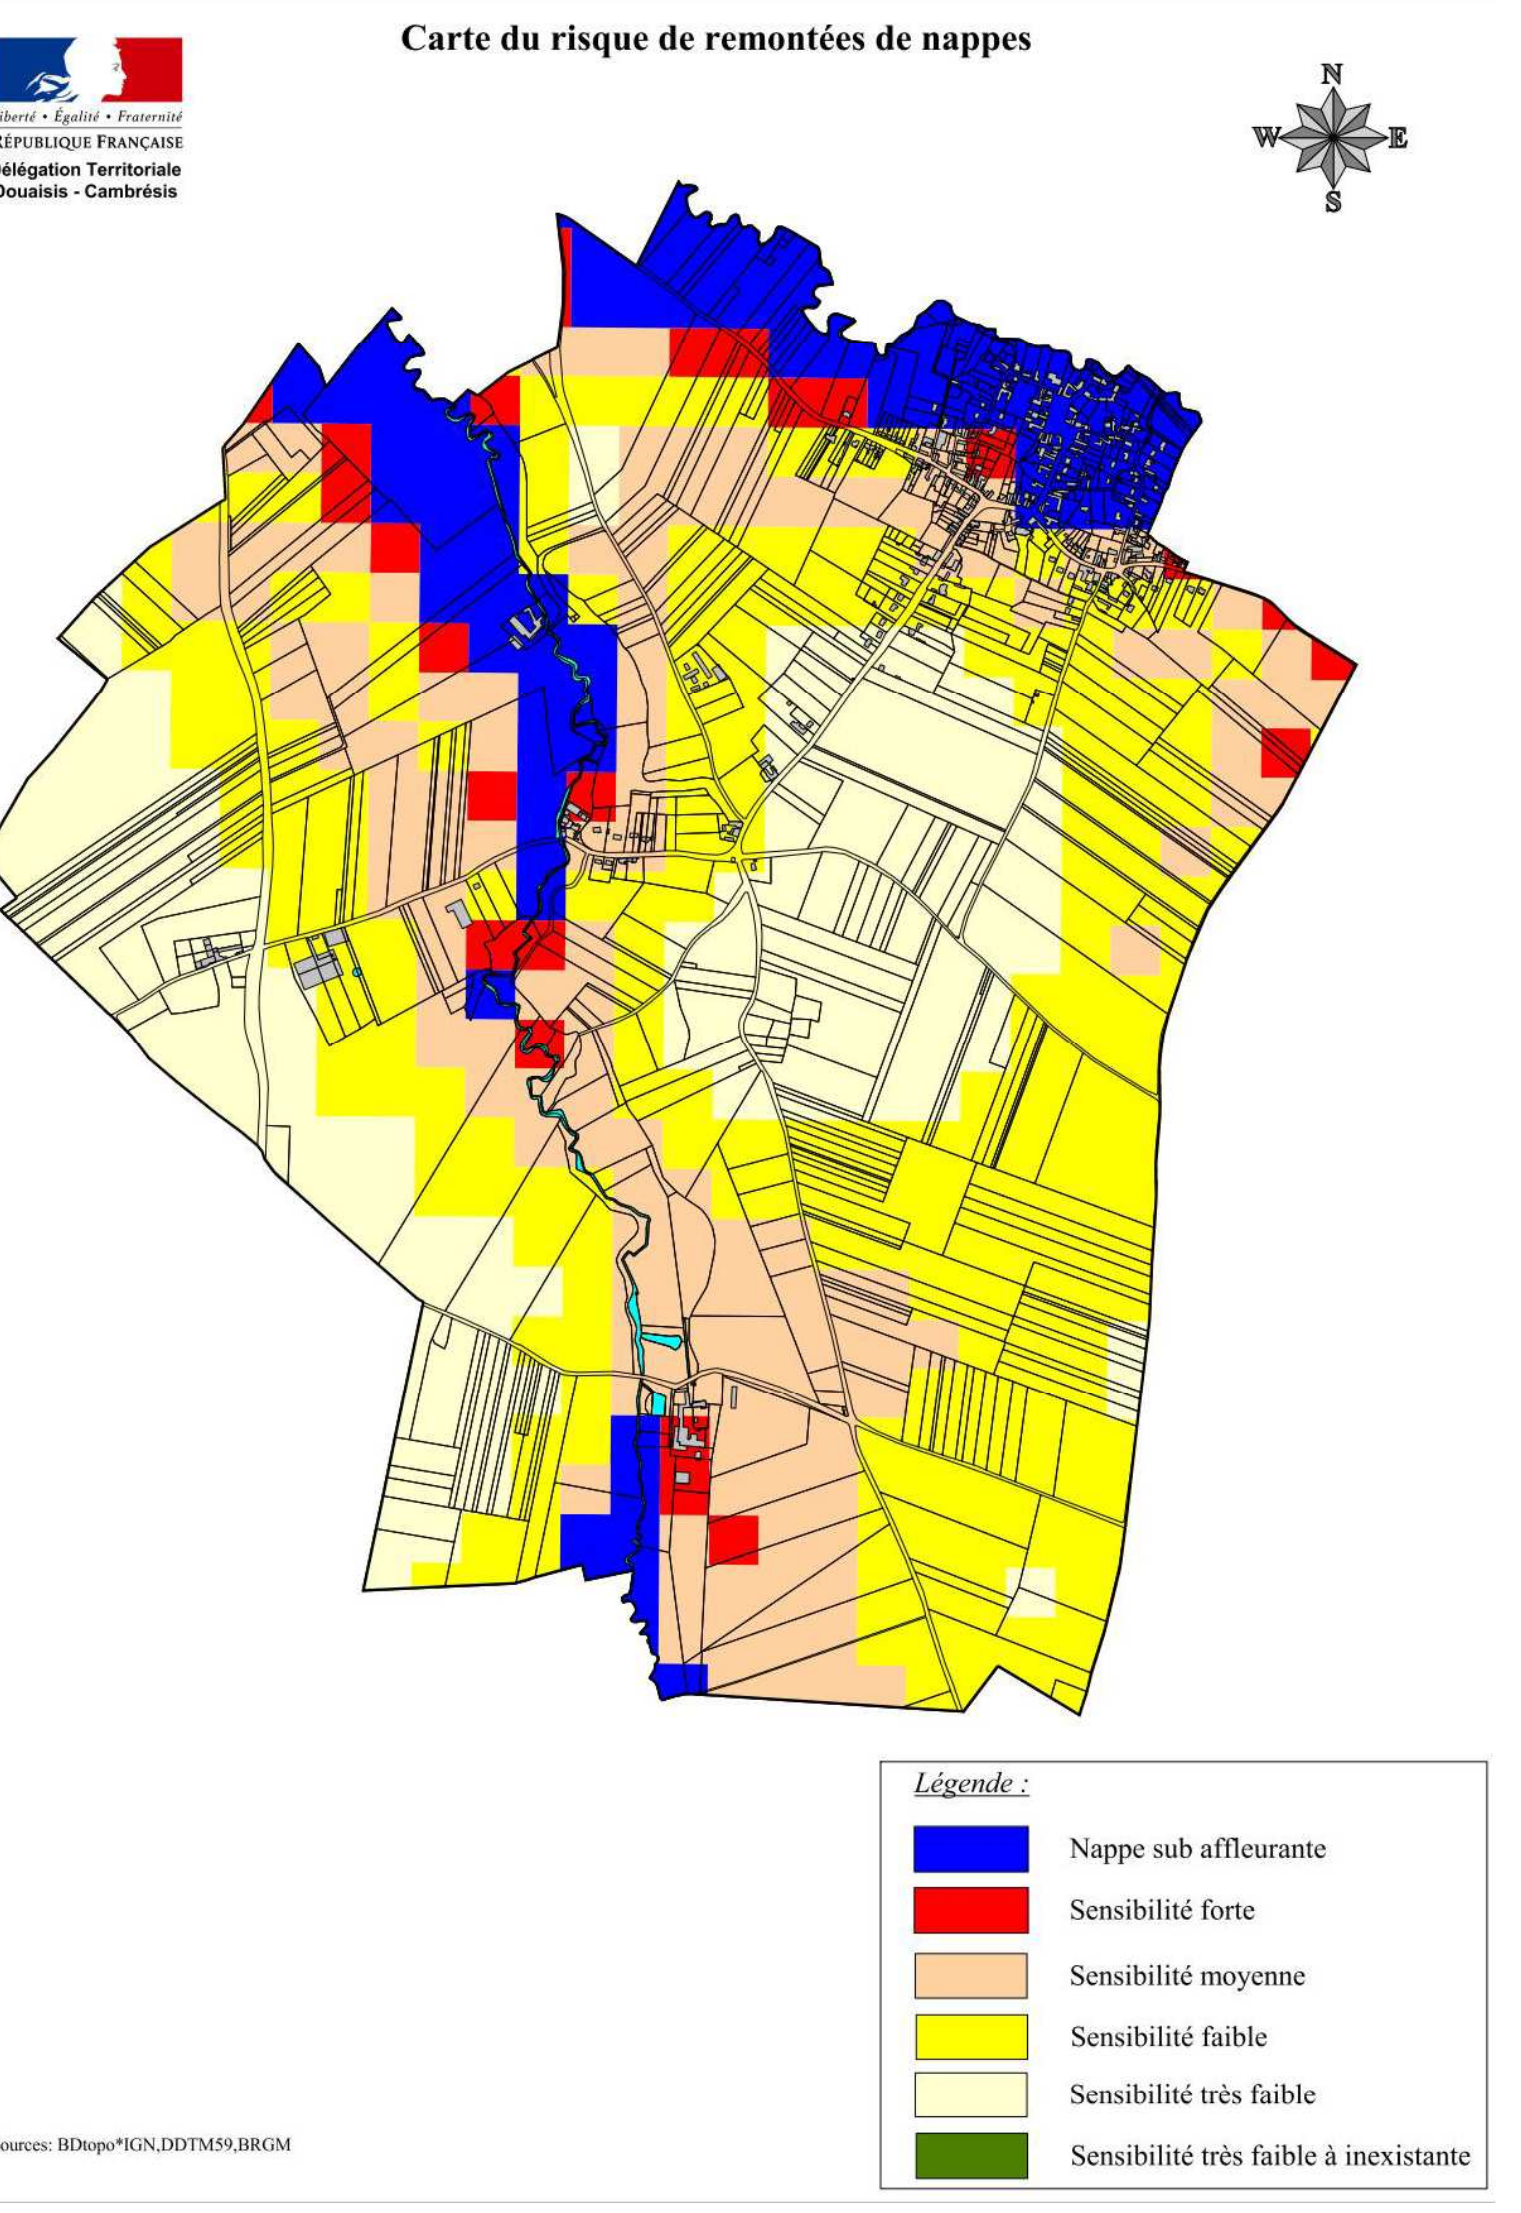 Carte du risque de remontées de nappes
N
W E
S
iberté • Égalité • Fraternité
RÉPUBLIQUE FRANÇAISE
élégation Territoriale
Douaisis - Cambrésis
Légende :
Nappe sub affleurante
Sensibilité forte
Sensibilité moyenne
Sensibilité faible
Sensibilité très faible
Sensibilité très faible à inexistante
ources: BDtopo*IGN,DDTM59,BRGM